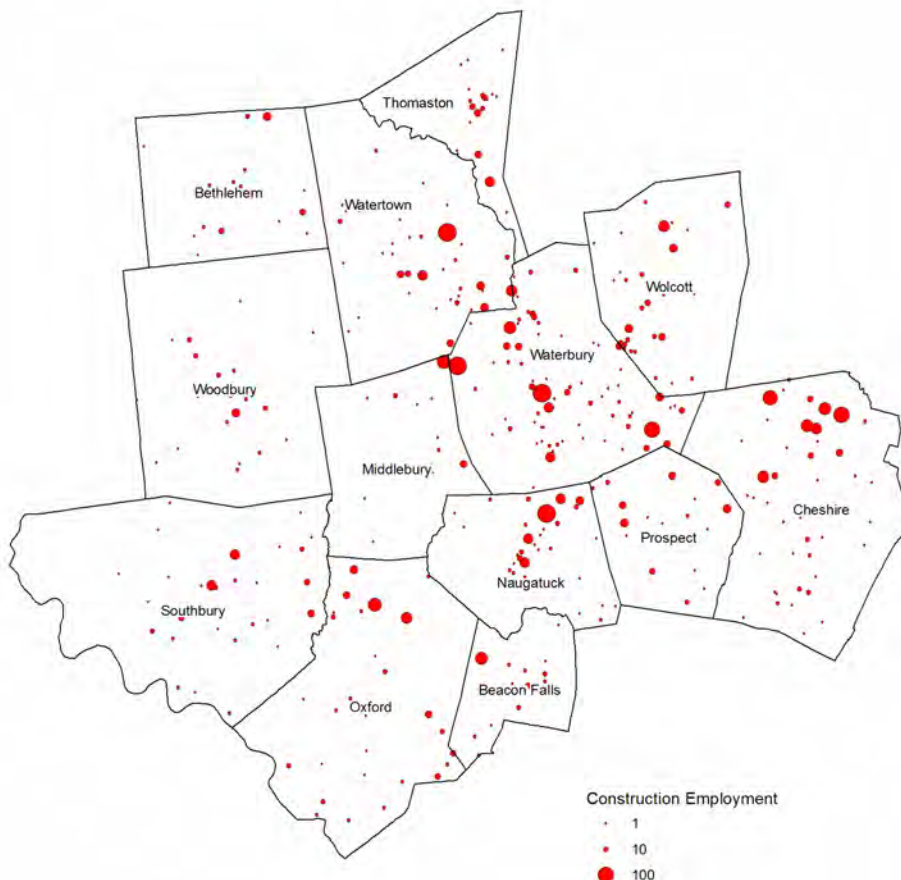 Thomaston
Bethlehem
Watertown
Wolcott
Waterbury
Woodbury
Middlebury
Cheshire
Prospect
Naugatuck
Southbury
Beacon Falls
Oxford
Construction Employment
1
10
100